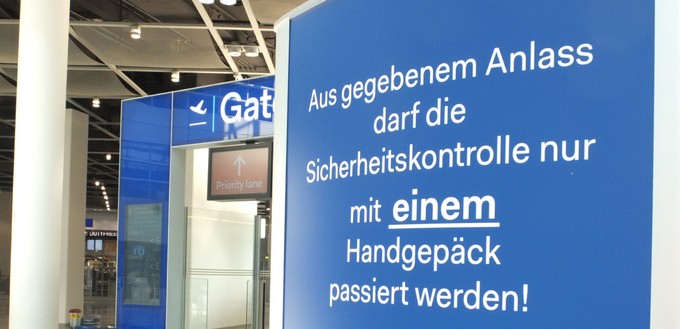 Aus gegebenem Anlass
darf die
Sicherheitskontrolle nur
mit einem
Handgepäck
passiert werden!
Gat
Priority lane